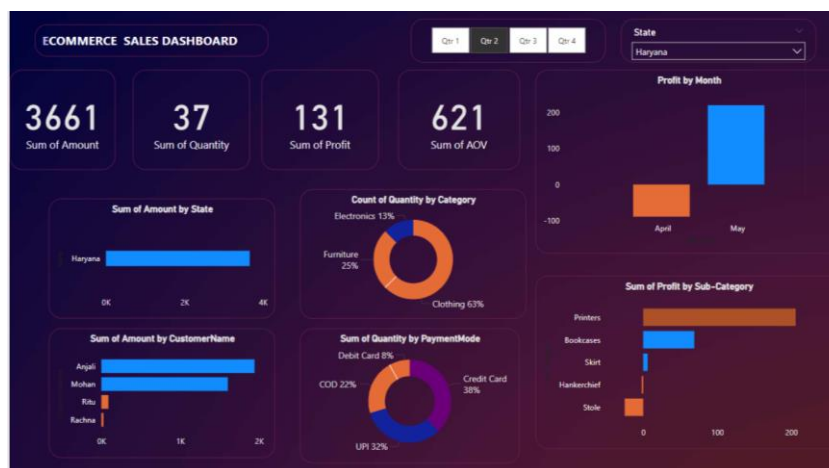 ECOMMERCE SALES DASHBOARD
Qtr 1
Qtr 2
Qtr 3
Qtr 4
State
Haryana
3661
Sum of Amount
37
Sum of Quantity
131
Sum of Profit
621
Sum of AOV
Profit by Month
200
100
0
-100
April
May
Sum of Amount by State
Haryana
0K
2K
4K
Count of Quantity by Category
Electronics 13%
Furniture
25%
Clothing 63%
Sum of Amount by CustomerName
Anjali
Mohan
Ritu
Rachna
0K
1K
2K
Sum of Quantity by PaymentMode
Debit Card 8%
COD 22%
Credit Card
38%
UPI 32%
Sum of Profit by Sub-Category
Printers
Bookcases
Skirt
Hankerchief
Stole
0
100
200